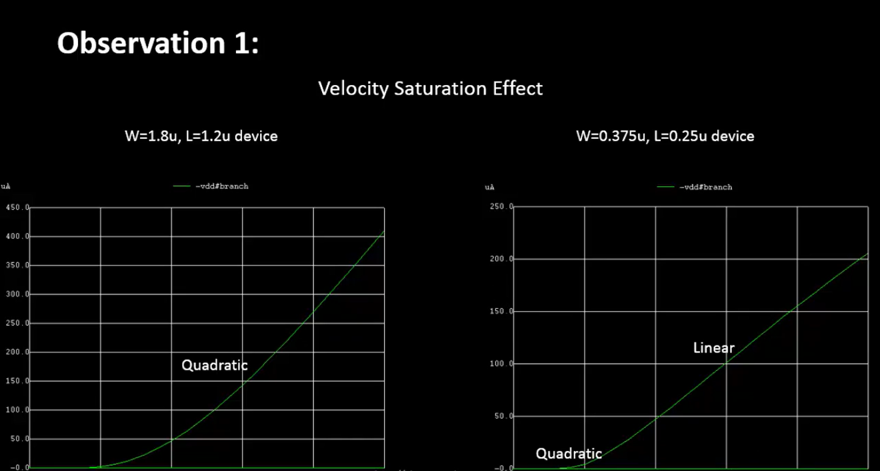 Observation 1:
Velocity Saturation Effect
W=1.8u, L=1.2u device
W=0.375u, L=0.25u device
uA
-vdd#branch
450.0
400.0
350.0
300.0
250.0
200.0
150.0
100.0
50.0
-0.0
Quadratic
uA
-vdd#branch
250.0
200.0
150.0
100.0
50.0
-0.0
Linear
Quadratic